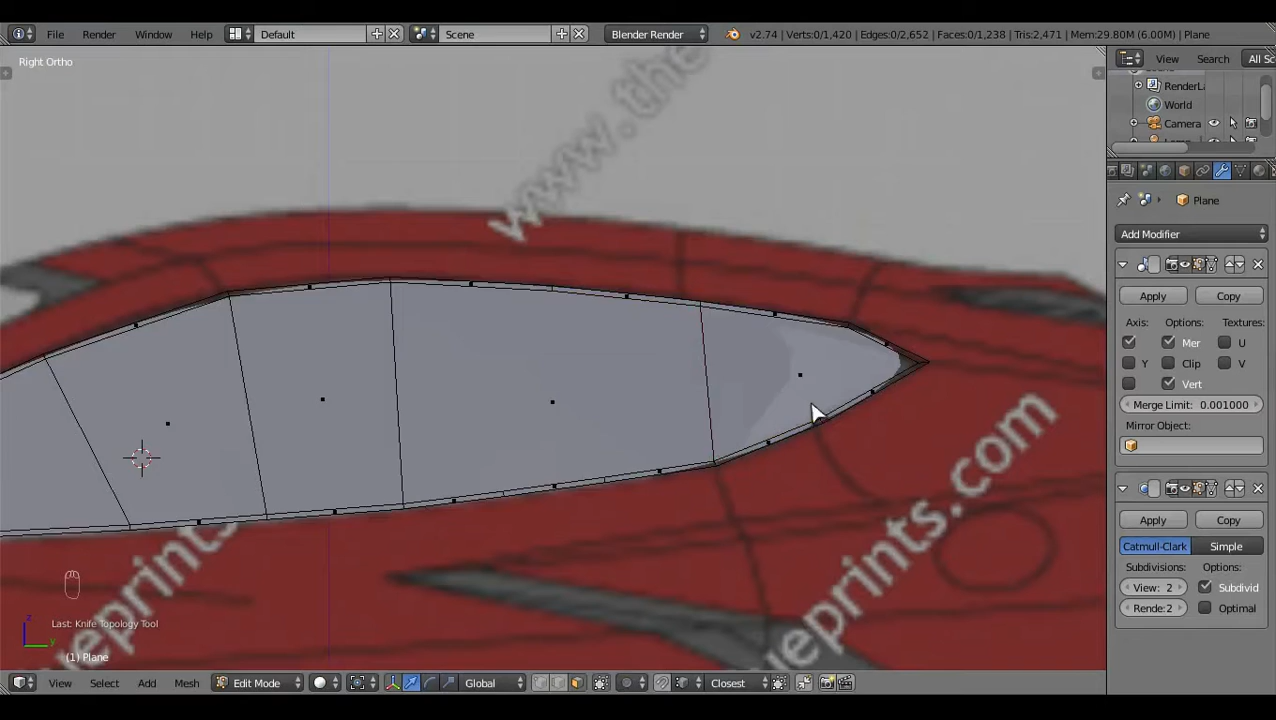 File Render Window Help Default Scene Blender Render v2.74 | Verts:0/1,420 | Edges:0/2,652 | Faces:0/1,238 | Tris:2,471 | Mem:29.80M (6.00M) | Plane
Right Ortho
www.the
View Search All Sc
RenderLa
World
Camera
Plane
Add Modifier
Apply Copy
Axis: Options: Textures:
Mer U
Y Clip V
Vert
Merge Limit: 0.001000
Mirror Object:
Apply Copy
Catmull-Clark Simple
Subdivisions: Options:
View: 2 Subdivid
Rende:2 Optimal
eprints
ueprints.com
Last: Knife Topology Tool
z
y
(1) Plane
View Select Add Mesh Edit Mode Global Closest